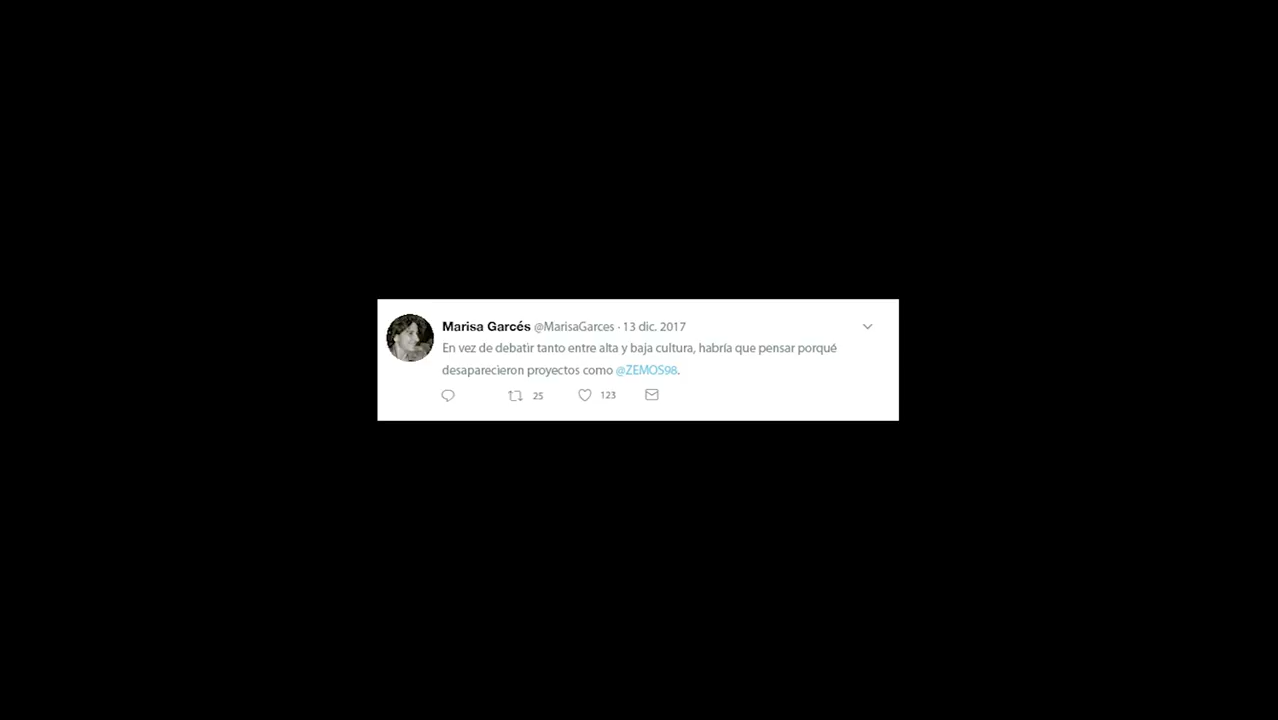 Marisa Garcés @MarisaGarces · 13 dic. 2017
En vez de debatir tanto entre alta y baja cultura, habría que pensar porqué
desaparecieron proyectos como @ZEMOS98.
25 123